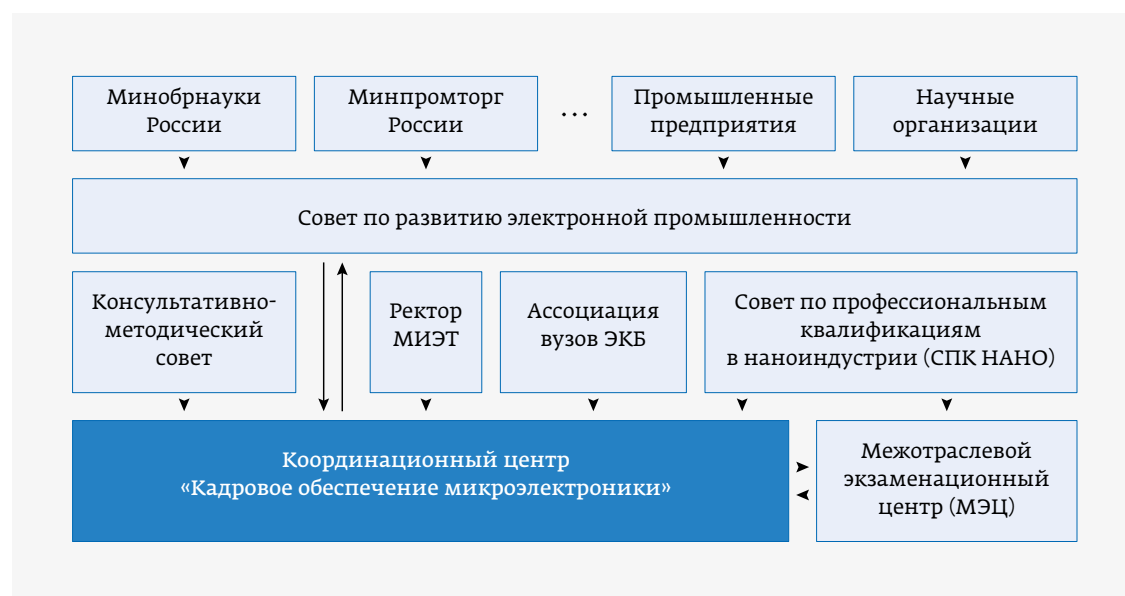 Минобрнауки
России
Минпромторг
России
...
Промышленные
предприятия
Научные
организации
Совет по развитию электронной промышленности
Консультативно-
методический
совет
Ректор
МИЭТ
Ассоциация
вузов ЭКБ
Совет по профессиональным
квалификациям
в наноиндустрии (СПК НАНО)
Координационный центр
«Кадровое обеспечение микроэлектроники»
Межотраслевой
экзаменационный
центр (МЭЦ)